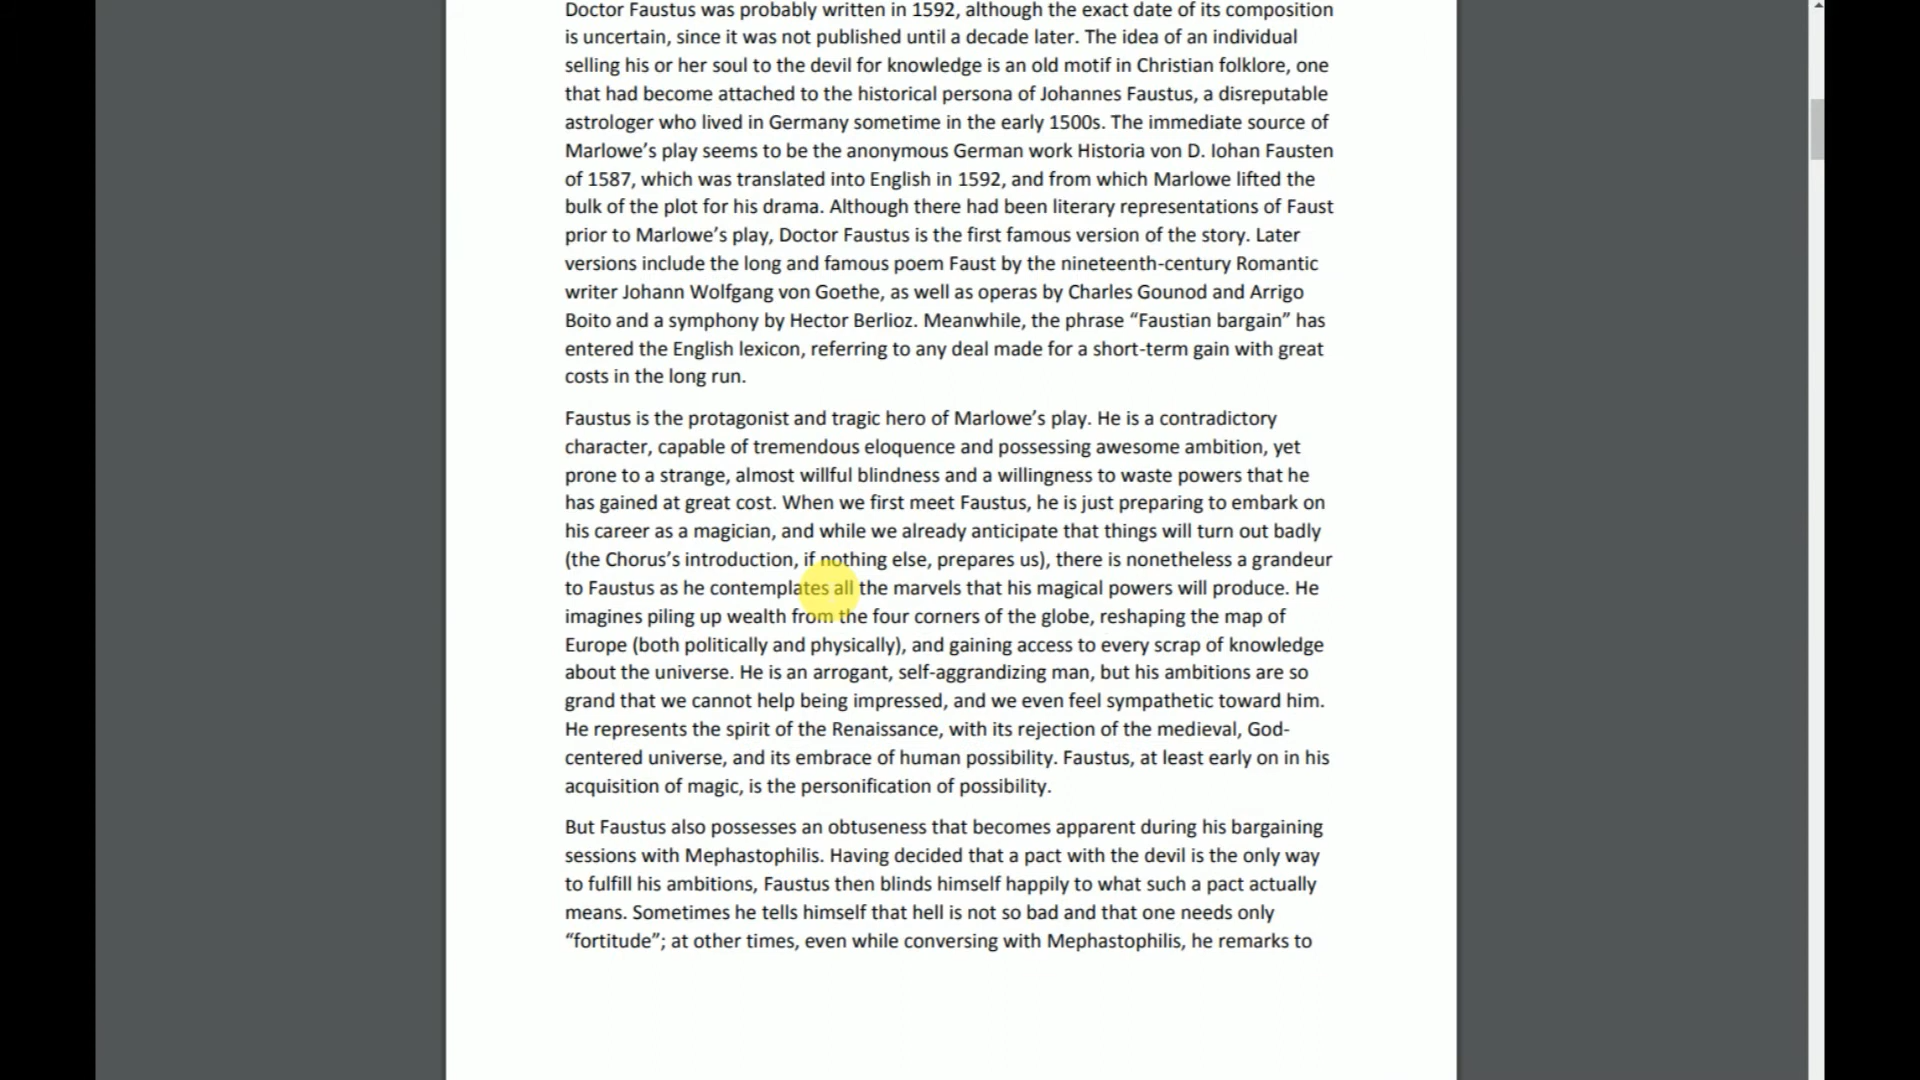 Doctor Faustus was probably written in 1592, although the exact date of its composition
is uncertain, since it was not published until a decade later. The idea of an individual
selling his or her soul to the devil for knowledge is an old motif in Christian folklore, one
that had become attached to the historical persona of Johannes Faustus, a disreputable
astrologer who lived in Germany sometime in the early 1500s. The immediate source of
Marlowe’s play seems to be the anonymous German work Historia von D. Iohan Fausten
of 1587, which was translated into English in 1592, and from which Marlowe lifted the
bulk of the plot for his drama. Although there had been literary representations of Faust
prior to Marlowe’s play, Doctor Faustus is the first famous version of the story. Later
versions include the long and famous poem Faust by the nineteenth-century Romantic
writer Johann Wolfgang von Goethe, as well as operas by Charles Gounod and Arrigo
Boito and a symphony by Hector Berlioz. Meanwhile, the phrase “Faustian bargain” has
entered the English lexicon, referring to any deal made for a short-term gain with great
costs in the long run.
Faustus is the protagonist and tragic hero of Marlowe’s play. He is a contradictory
character, capable of tremendous eloquence and possessing awesome ambition, yet
prone to a strange, almost willful blindness and a willingness to waste powers that he
has gained at great cost. When we first meet Faustus, he is just preparing to embark on
his career as a magician, and while we already anticipate that things will turn out badly
(the Chorus’s introduction, if nothing else, prepares us), there is nonetheless a grandeur
to Faustus as he contemplates all the marvels that his magical powers will produce. He
imagines piling up wealth from the four corners of the globe, reshaping the map of
Europe (both politically and physically), and gaining access to every scrap of knowledge
about the universe. He is an arrogant, self-aggrandizing man, but his ambitions are so
grand that we cannot help being impressed, and we even feel sympathetic toward him.
He represents the spirit of the Renaissance, with its rejection of the medieval, God-
centered universe, and its embrace of human possibility. Faustus, at least early on in his
acquisition of magic, is the personification of possibility.
But Faustus also possesses an obtuseness that becomes apparent during his bargaining
sessions with Mephastophilis. Having decided that a pact with the devil is the only way
to fulfill his ambitions, Faustus then blinds himself happily to what such a pact actually
means. Sometimes he tells himself that hell is not so bad and that one needs only
“fortitude”; at other times, even while conversing with Mephastophilis, he remarks to